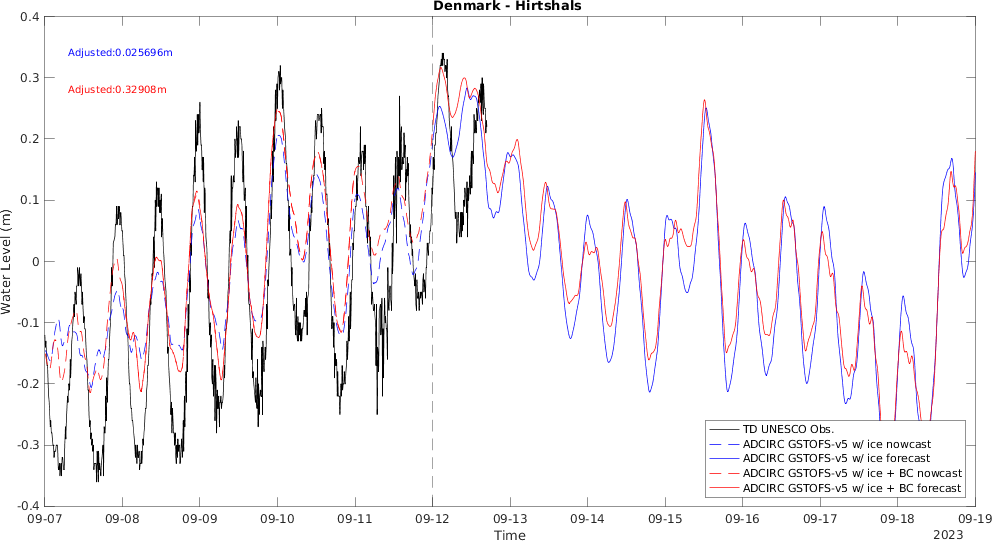 Denmark - Hirtshals
0.4
0.3
0.2
0.1
0
-0.1
-0.2
-0.3
-0.4
Water Level (m)
Adjusted:0.025696m
Adjusted:0.32908m
TD UNESCO Obs.
ADCIRC GSTOFS-v5 w/ ice nowcast
ADCIRC GSTOFS-v5 w/ ice forecast
ADCIRC GSTOFS-v5 w/ ice + BC nowcast
ADCIRC GSTOFS-v5 w/ ice + BC forecast
09-07 09-08 09-09 09-10 09-11 09-12 09-13 09-14 09-15 09-16 09-17 09-18 09-19
Time
2023